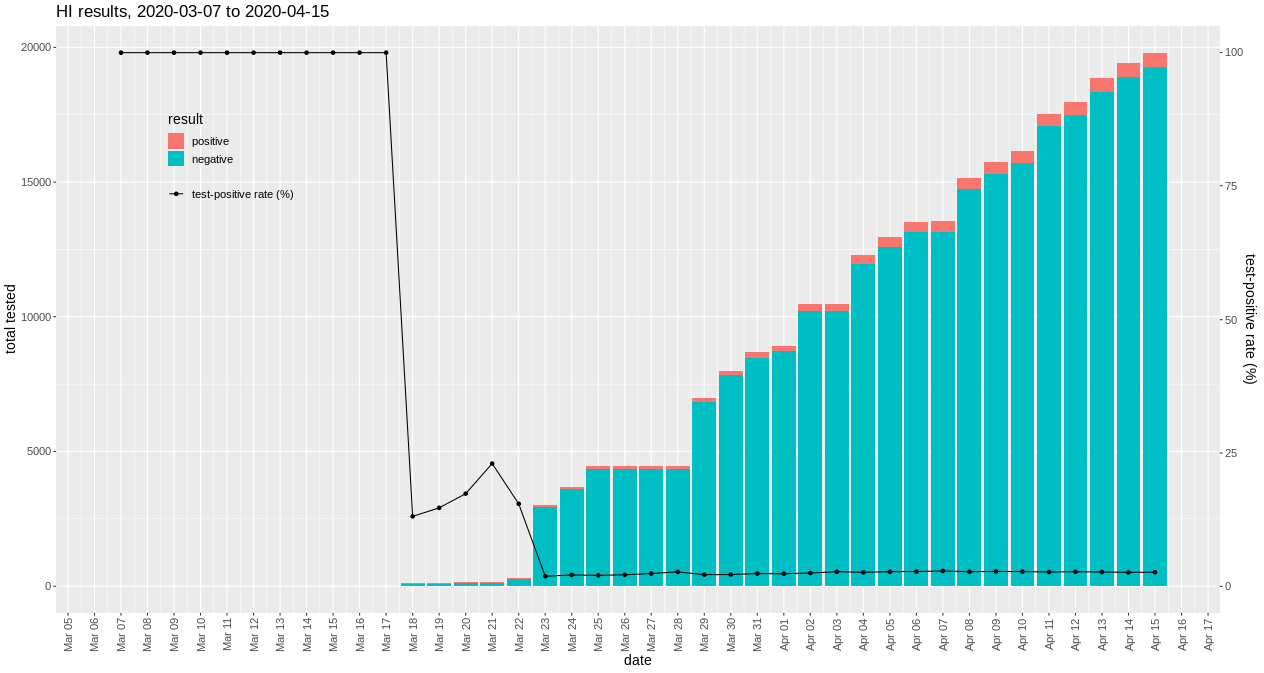 HI results, 2020-03-07 to 2020-04-15
20000
15000
10000
5000
0
total tested
result
positive
negative
test-positive rate (%)
100
75
50
25
0
test-positive rate (%)
Mar 05
Mar 06
Mar 07
Mar 08
Mar 09
Mar 10
Mar 11
Mar 12
Mar 13
Mar 14
Mar 15
Mar 16
Mar 17
Mar 18
Mar 19
Mar 20
Mar 21
Mar 22
Mar 23
Mar 24
Mar 25
Mar 26
Mar 27
Mar 28
Mar 29
Mar 30
Mar 31
Apr 01
Apr 02
Apr 03
Apr 04
Apr 05
Apr 06
Apr 07
Apr 08
Apr 09
Apr 10
Apr 11
Apr 12
Apr 13
Apr 14
Apr 15
Apr 16
Apr 17
date